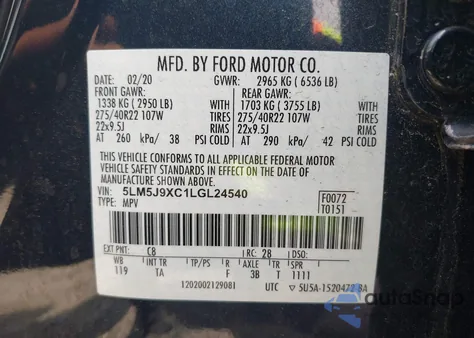 MFD. BY FORD MOTOR CO.
DATE: 02/20 GVWR: 2965 KG ( 6536 LB)
FRONT GAWR: REAR GAWR:
1338 KG ( 2950 LB) WITH 1703 KG ( 3755 LB) WITH
275/40R22 107W TIRES 275/40R22 107W TIRES
22x9.5J RIMS 22x9.5J RIMS
AT 260 kPa/ 38 PSI COLD AT 290 kPa/ 42 PSI COLD
THIS VEHICLE CONFORMS TO ALL APPLICABLE FEDERAL MOTOR
VEHICLE SAFETY STANDARDS IN EFFECT ON THE DATE OF
MANUFACTURE SHOWN ABOVE.
VIN: 5LM5J9XC1LGL24540 F0072
TYPE: MPV T0151
EXT PNT: C8 RC: 28 DSO:
WB INT TR TP/PS R AXLE TR SPR
119 TA F 3B T 1111
1202002129081 UTC SU5A-1520472-BA
AutoSnap